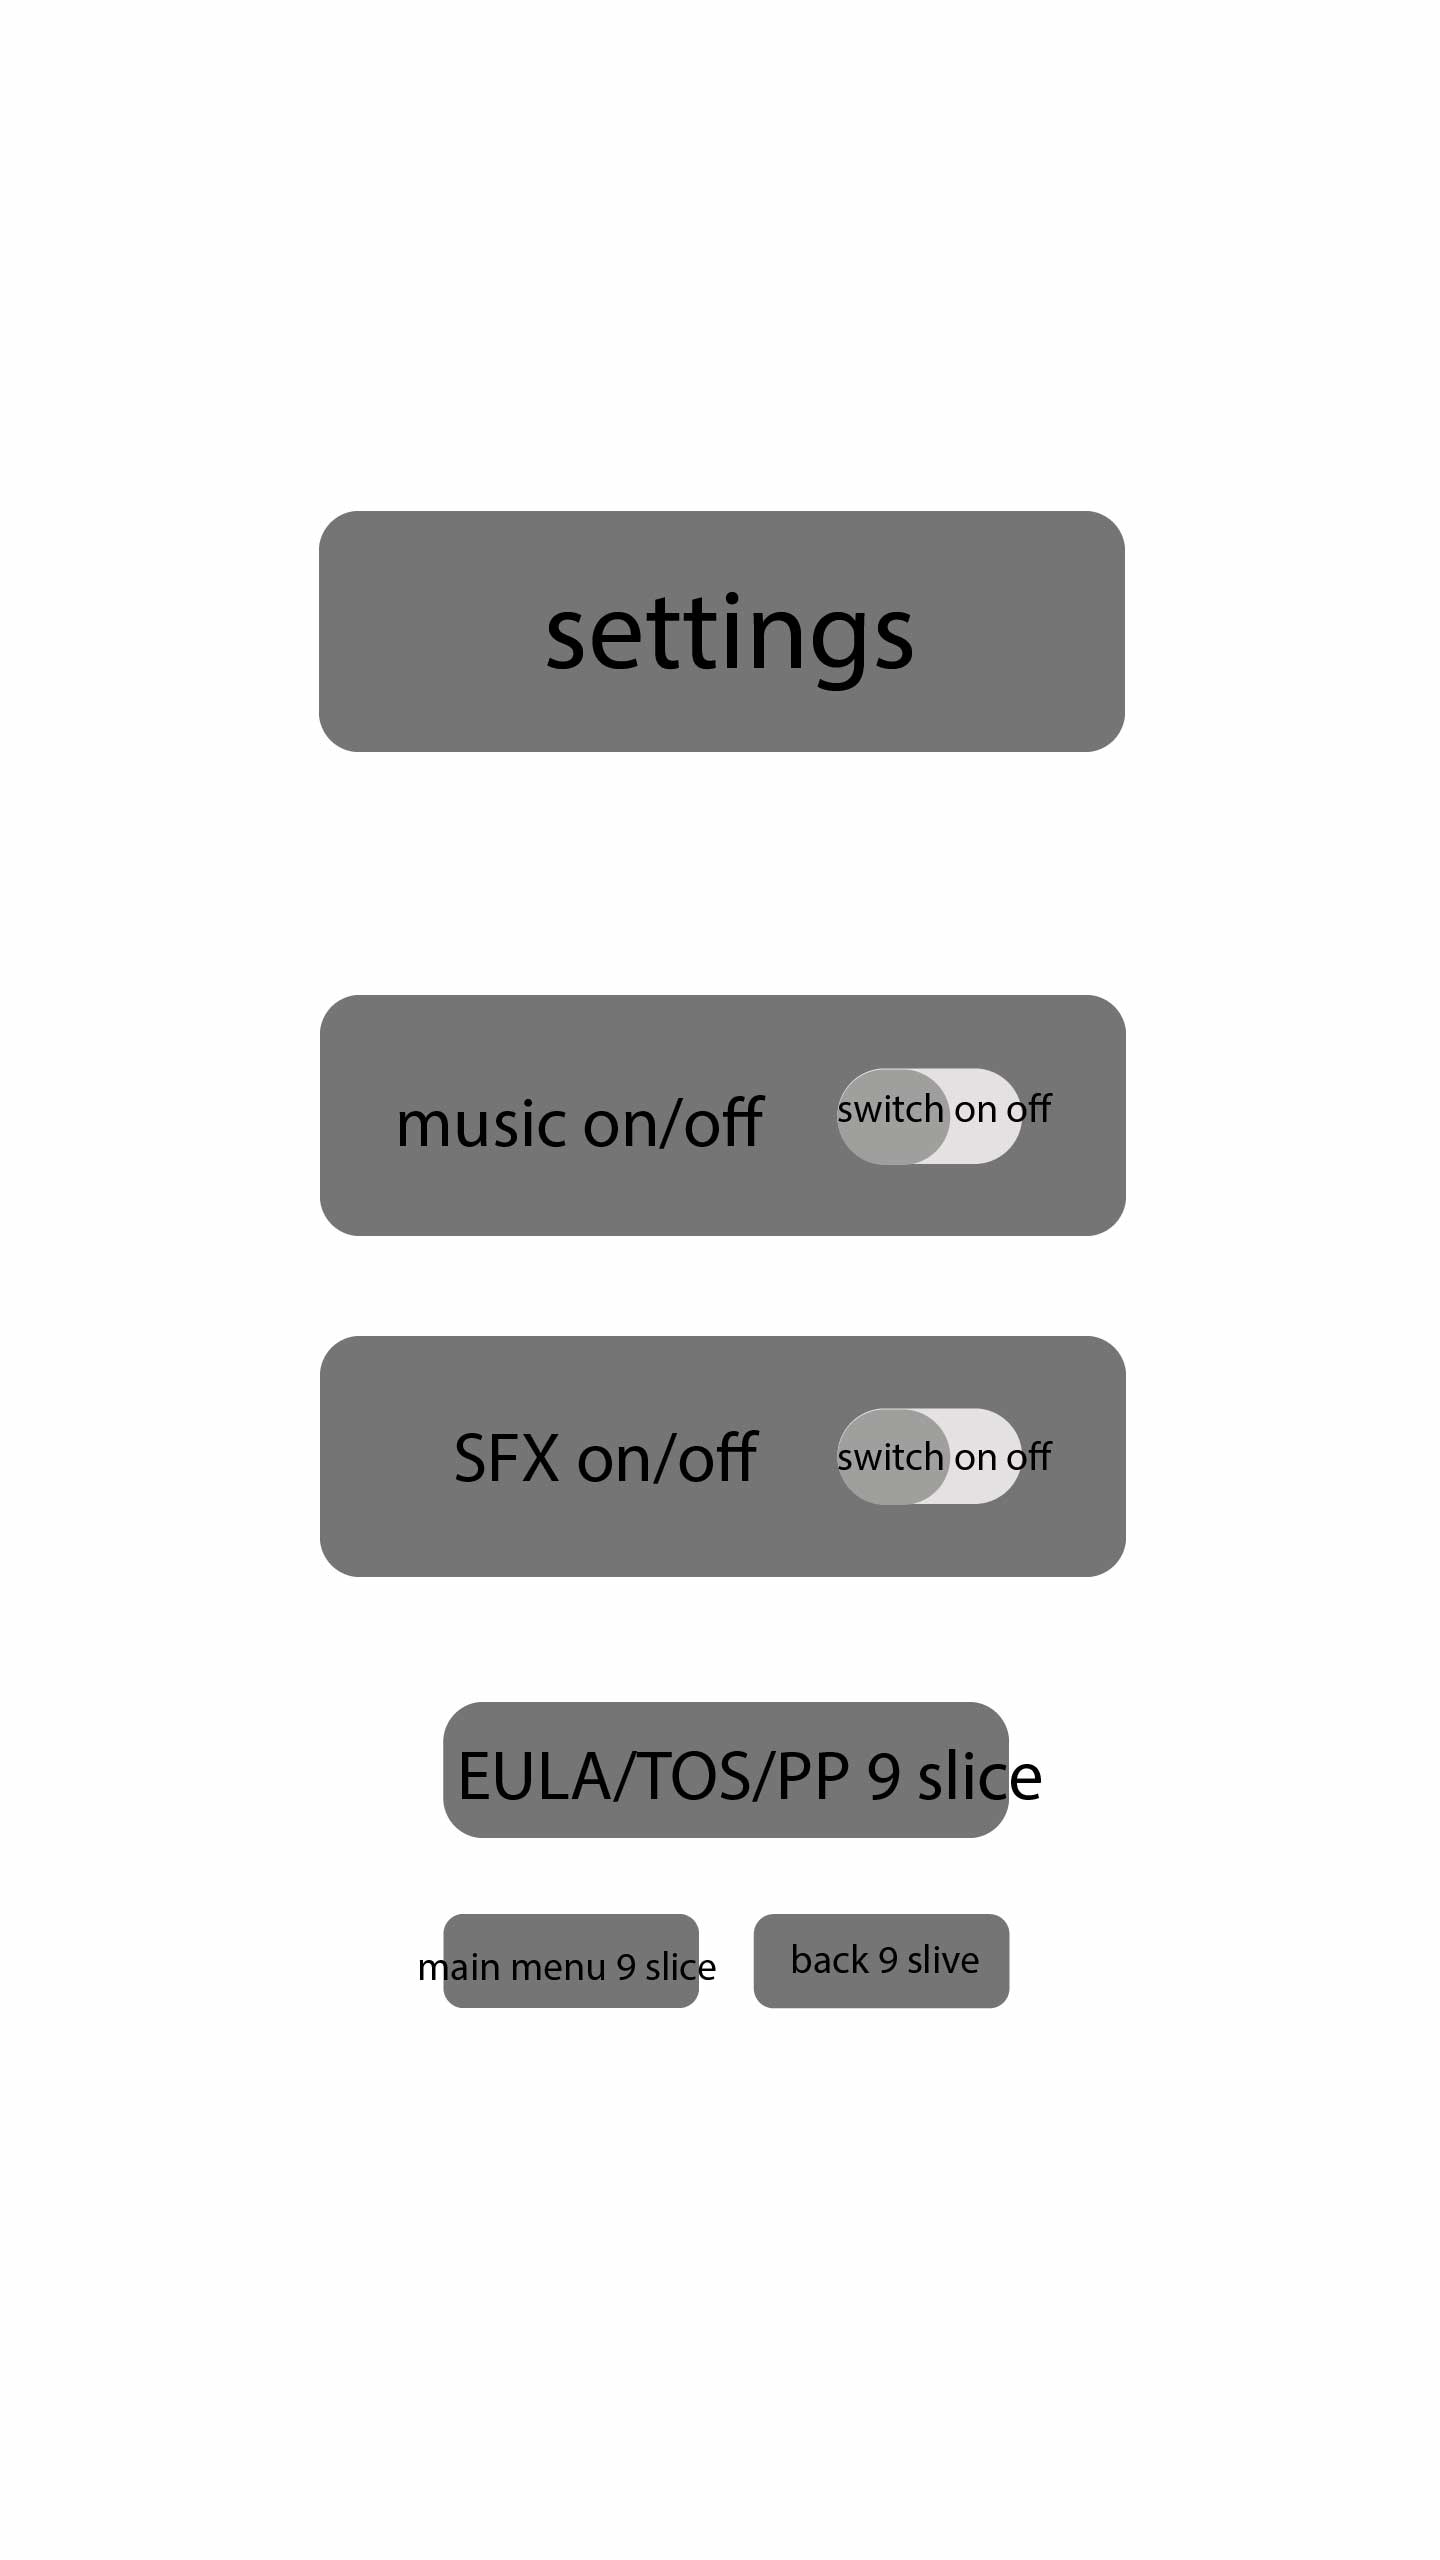 settings
music on/off
switch on off
SFX on/off
switch on off
EULA/TOS/PP 9 slice
main menu 9 slice
back 9 slive